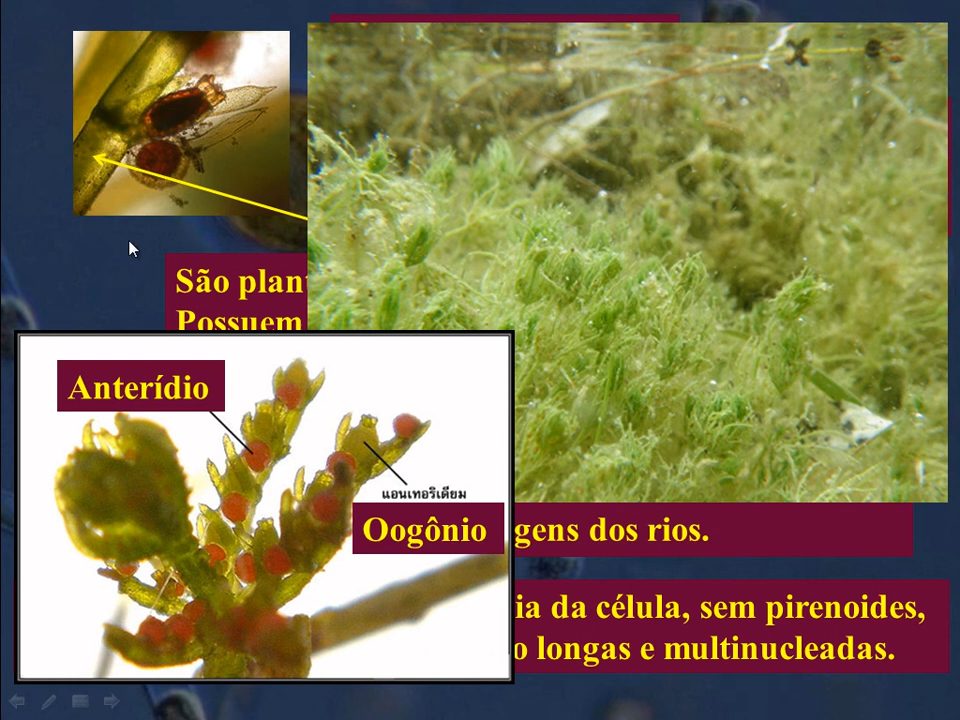 São plan
Possuem
Anterídio
แอนเทอริเดียม
Oogônio
gens dos rios.
ia da célula, sem pirenoides,
o longas e multinucleadas.